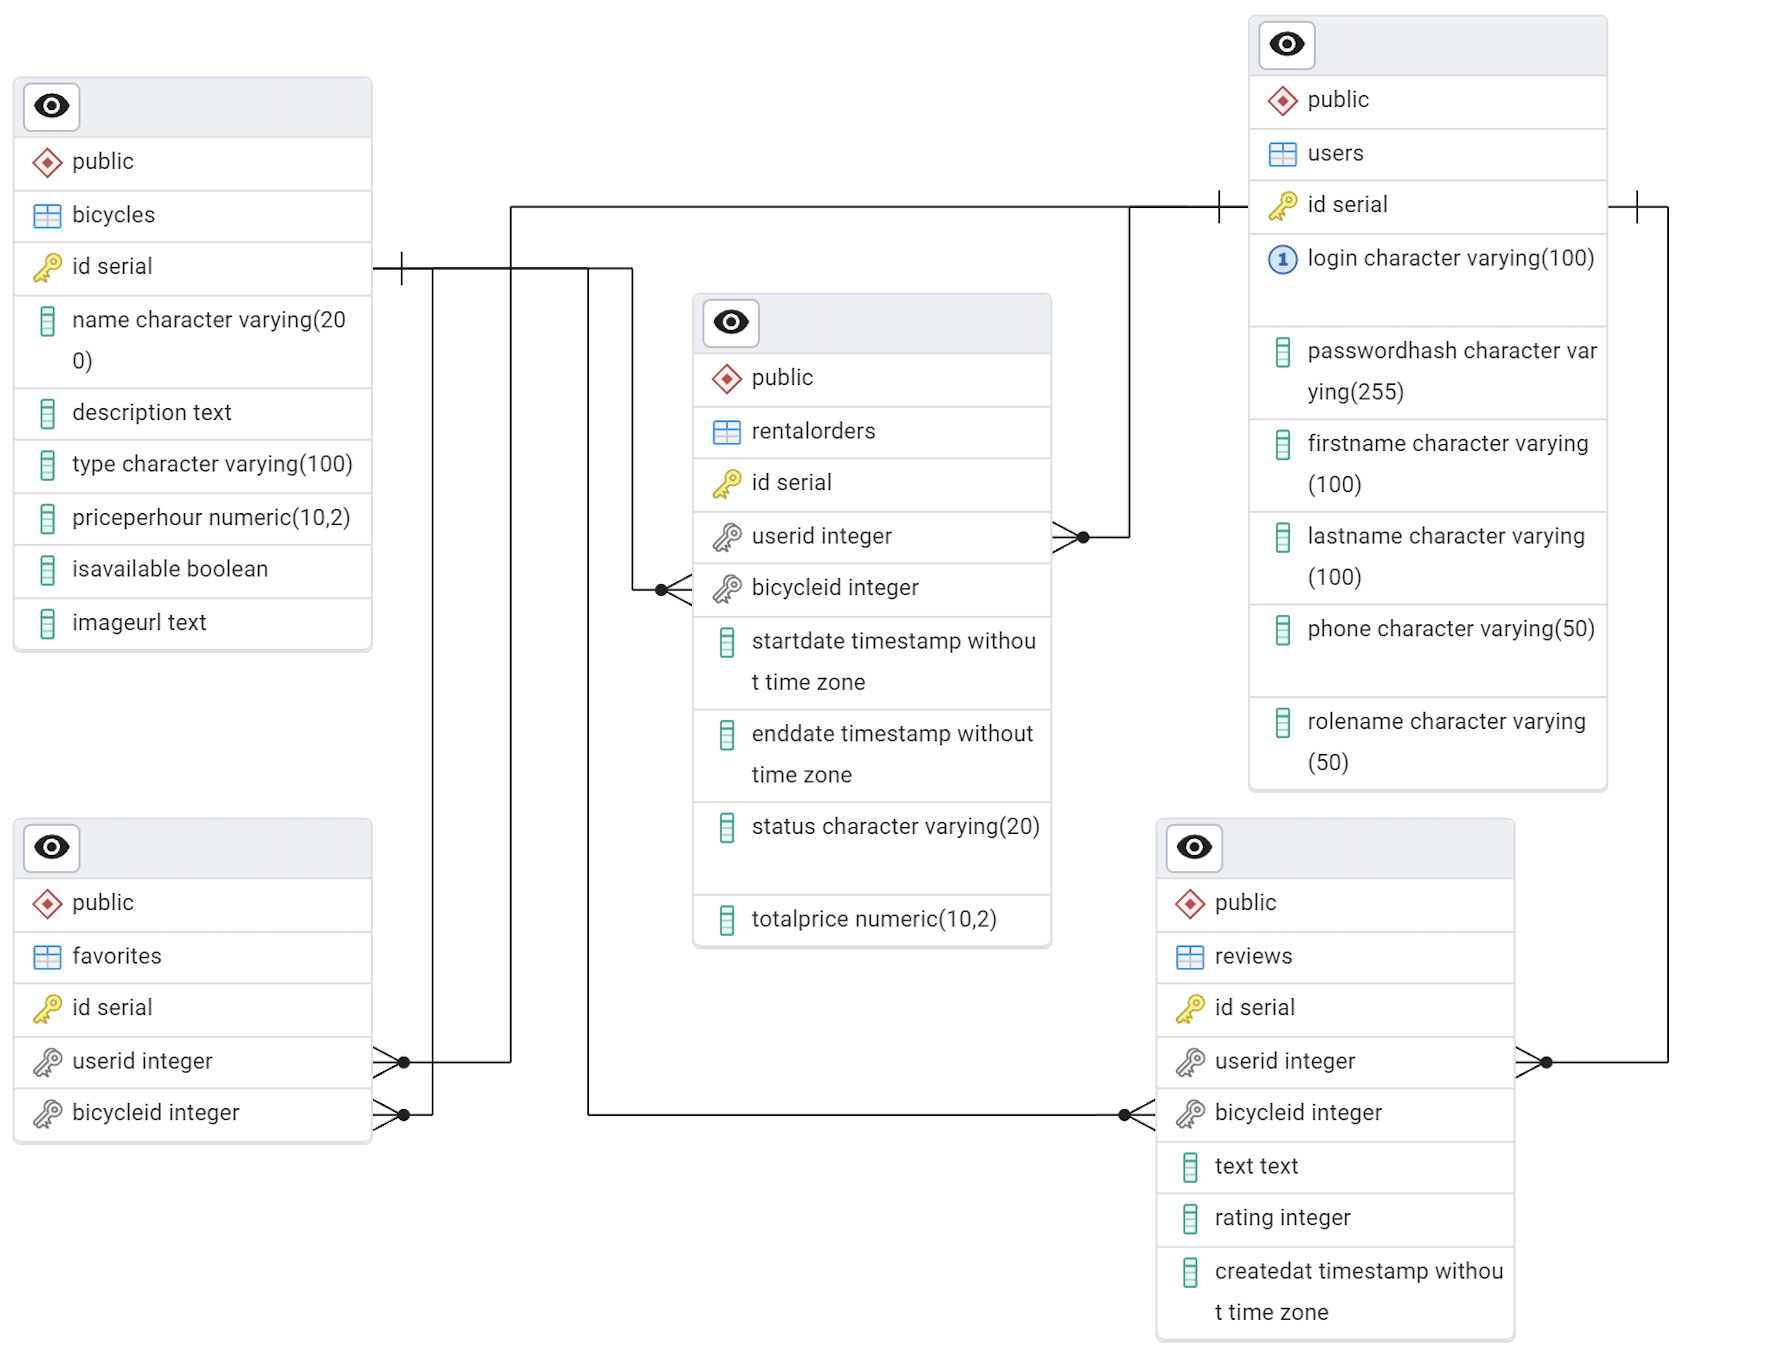 public
bicycles
id serial
name character varying(20
0)
description text
type character varying(100)
priceperhour numeric(10,2)
isavailable boolean
imageurl text
public
favorites
id serial
userid integer
bicycleid integer
public
rentalorders
id serial
userid integer
bicycleid integer
startdate timestamp withou
t time zone
enddate timestamp without
time zone
status character varying(20)
totalprice numeric(10,2)
public
users
id serial
1 login character varying(100)
passwordhash character var
ying(255)
firstname character varying
(100)
lastname character varying
(100)
phone character varying(50)
rolename character varying
(50)
public
reviews
id serial
userid integer
bicycleid integer
text text
rating integer
createdat timestamp withou
t time zone